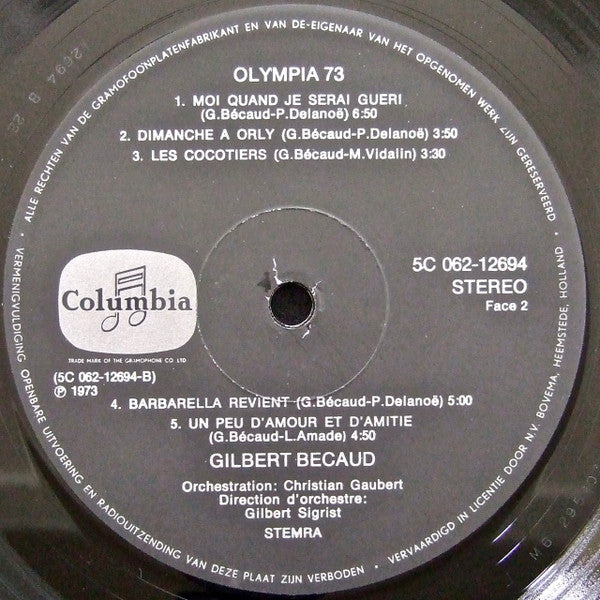 ALLE RECHTEN VAN DE GRAMOFOONPLATENFABRIKANT EN VAN DE-EIGENAAR VAN HET OPGENOMEN WERK ZIJN GERESERVEERD
OLYMPIA 73
1. MOI QUAND JE SERAI GUERI
(G.Bécaud-P.Delanoë) 6:50
2. DIMANCHE A ORLY (G.Bécaud-P.Delanoë) 3:50
3. LES COCOTIERS (G.Bécaud-M.Vidalin) 3:30
Columbia
TRADE MARK OF THE GRAMOPHONE CO LTD
(5C 062-12694-B)
℗ 1973
5C 062-12694
STEREO
Face 2
4. BARBARELLA REVIENT (G.Bécaud-P.Delanoë) 5:00
5. UN PEU D'AMOUR ET D'AMITIE
(G.Bécaud-L.Amade) 4:50
GILBERT BECAUD
Orchestration: Christian Gaubert
Direction d'orchestre:
Gilbert Sigrist
STEMRA
VERMENIGVULDIGING OPENBARE UITVOERING EN RADIOUITZENDING VAN DEZE PLAAT ZIJN VERBODEN • VERVAARDIGD IN LICENTIE DOOR N.V. BOVEMA, HEEMSTEDE, HOLLAND